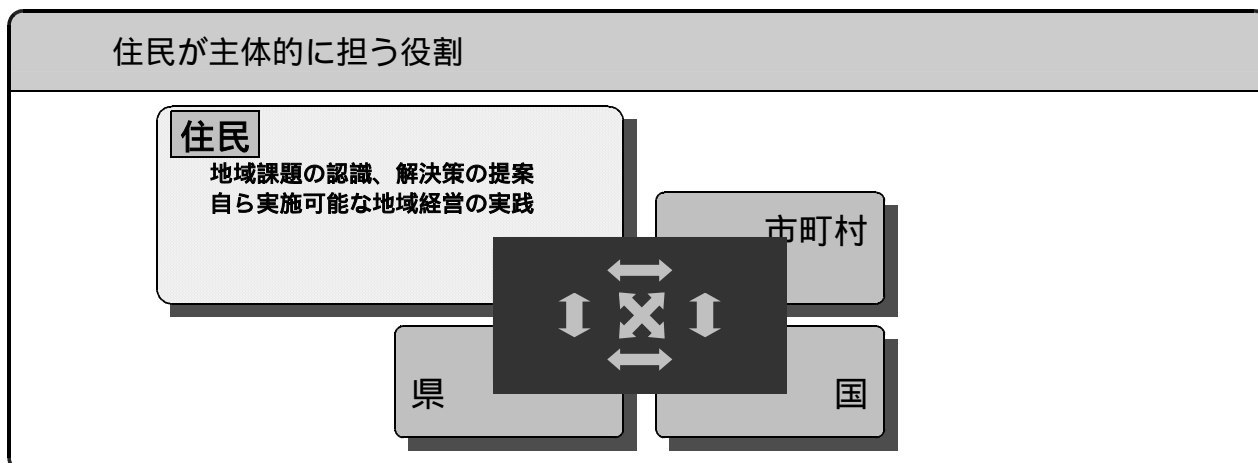 住民が主体的に担う役割
住民
地域課題の認識、解決策の提案
自ら実施可能な地域経営の実践
市町村
県
国